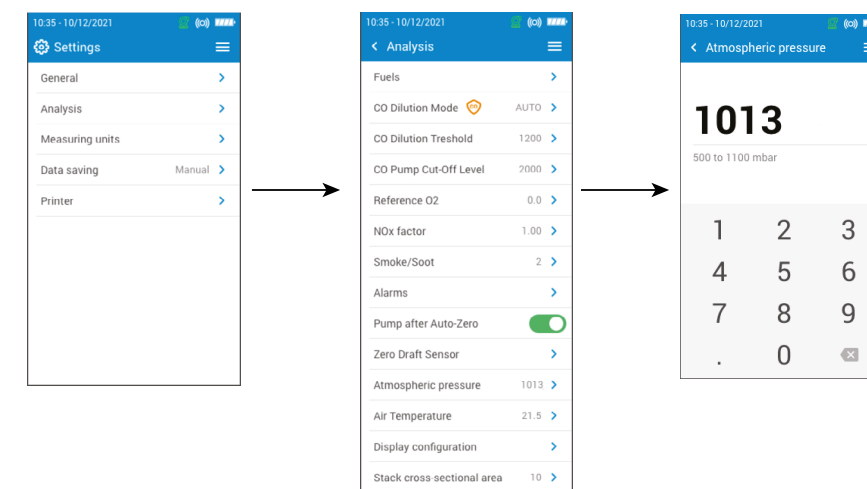 10:35 - 10/12/2021
Settings
General
Analysis
Measuring units
Data saving Manual
Printer
10:35 - 10/12/2021
Analysis
Fuels
CO Dilution Mode CO AUTO
CO Dilution Treshold 1200
CO Pump Cut-Off Level 2000
Reference O2 0.0
NOx factor 1.00
Smoke/Soot 2
Alarms
Pump after Auto-Zero
Zero Draft Sensor
Atmospheric pressure 1013
Air Temperature 21.5
Display configuration
Stack cross-sectional area 10
10:35 - 10/12/2021
Atmospheric pressure
1013
500 to 1100 mbar
1 2 3
4 5 6
7 8 9
. 0